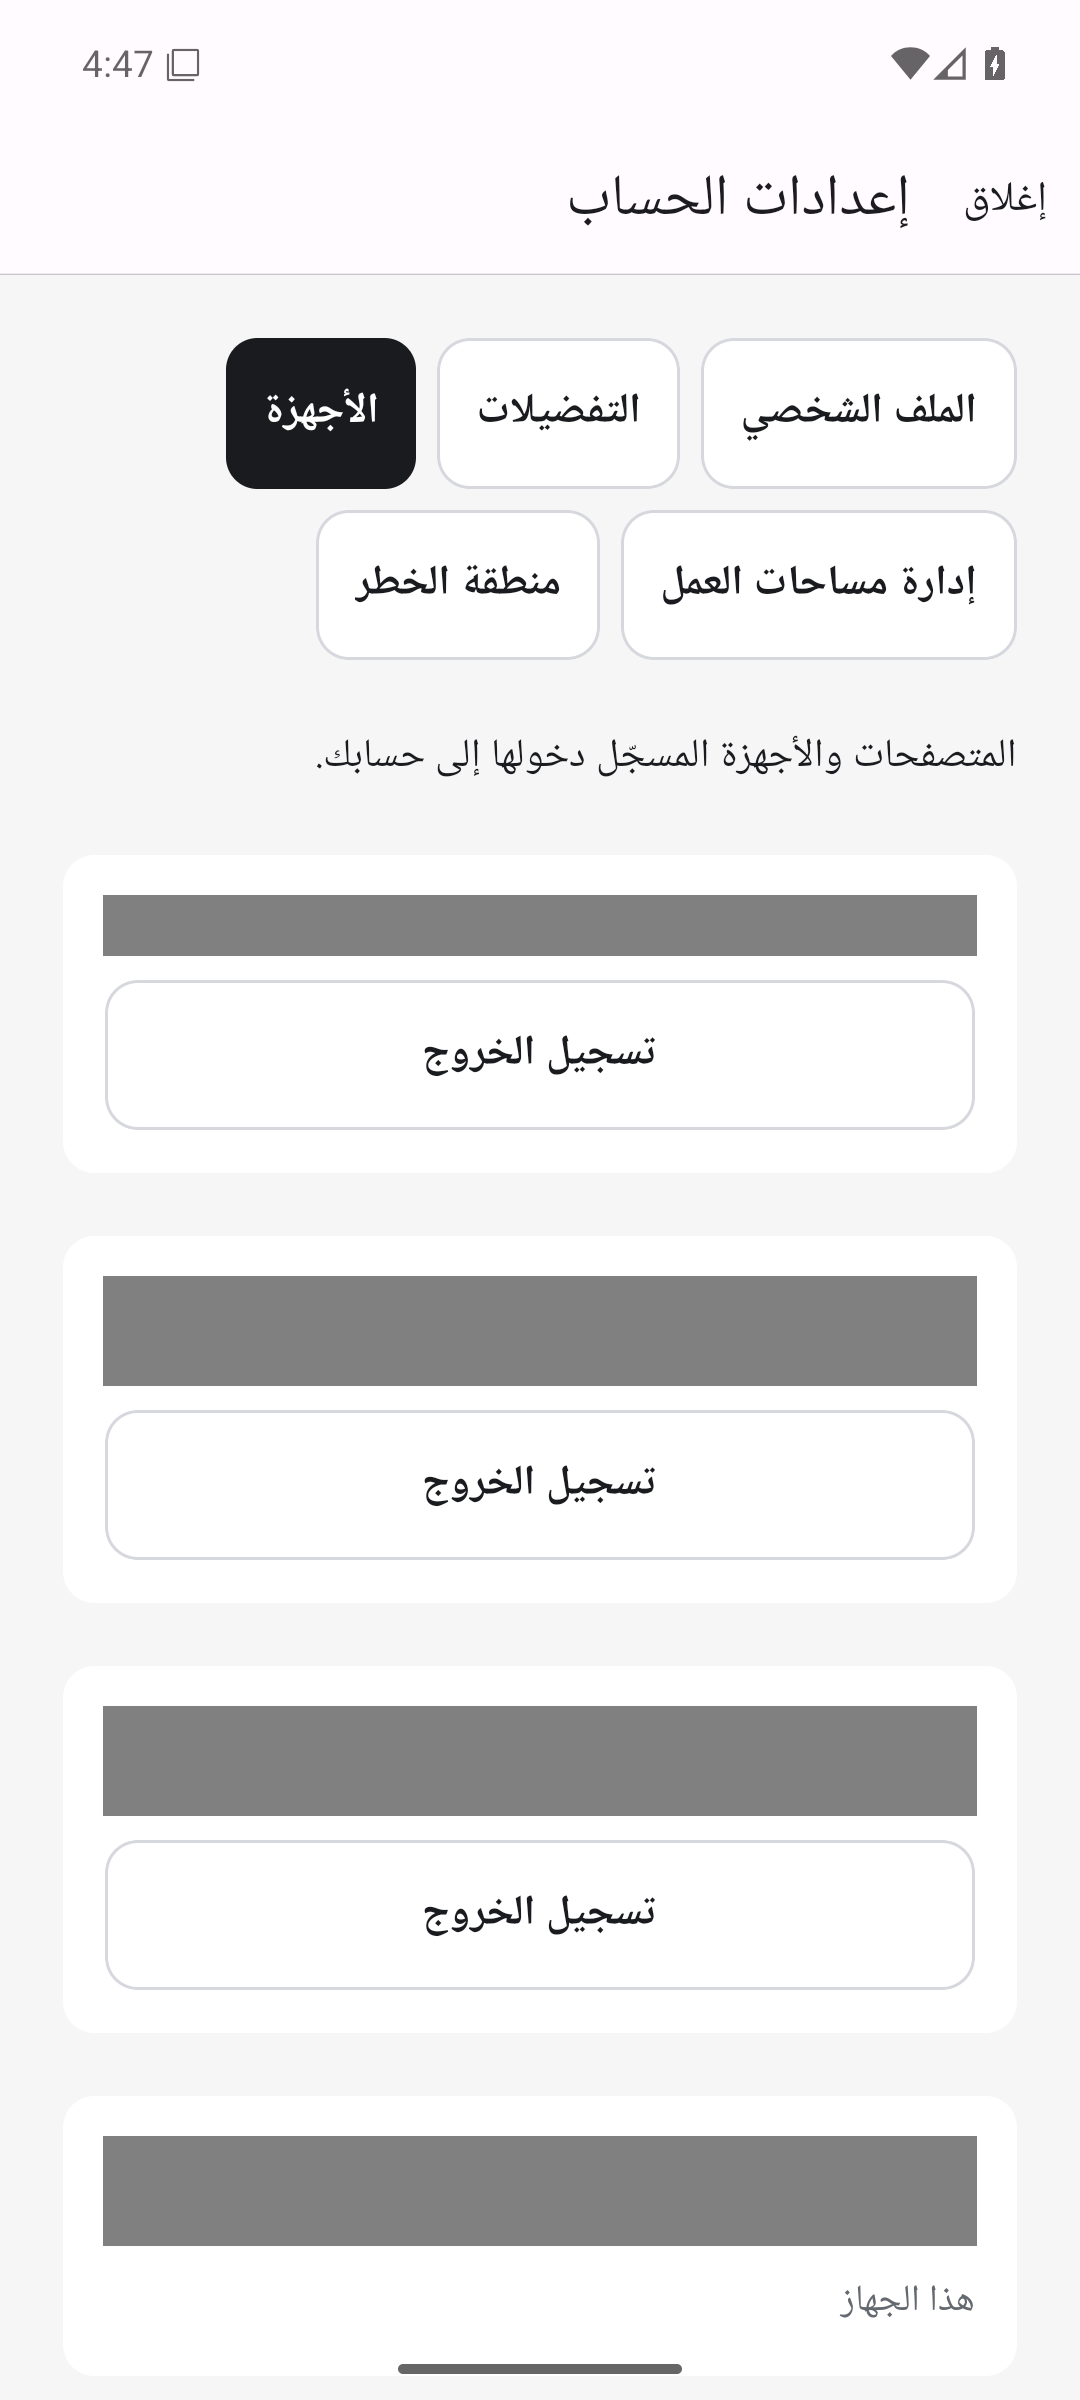 4:47
إغلاق إعدادات الحساب
الملف الشخصي التفضيلات الأجهزة
إدارة مساحات العمل منطقة الخطر
المتصفحات والأجهزة المسجّل دخولها إلى حسابك.
تسجيل الخروج
تسجيل الخروج
تسجيل الخروج
هذا الجهاز